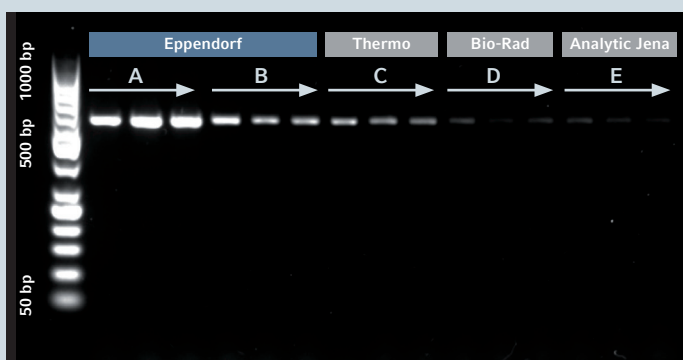 Eppendorf
Thermo
Bio-Rad
Analytic Jena
A
B
C
D
E
1000 bp
500 bp
50 bp